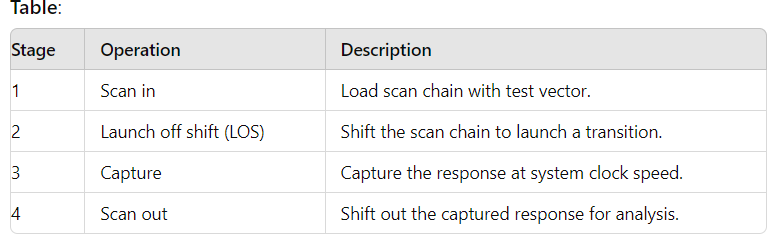 Table:
Stage Operation Description
1 Scan in Load scan chain with test vector.
2 Launch off shift (LOS) Shift the scan chain to launch a transition.
3 Capture Capture the response at system clock speed.
4 Scan out Shift out the captured response for analysis.